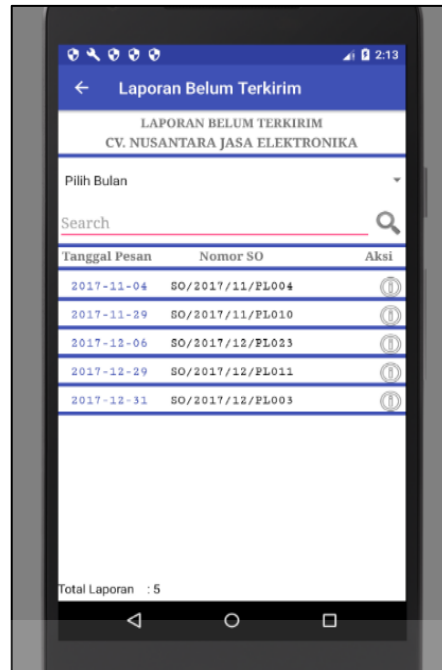 2:13
Laporan Belum Terkirim
LAPORAN BELUM TERKIRIM
CV. NUSANTARA JASA ELEKTRONIKA
Pilih Bulan
Search
Tanggal Pesan Nomor SO Aksi
2017-11-04 SO/2017/11/PL004
2017-11-29 SO/2017/11/PL010
2017-12-06 SO/2017/12/PL023
2017-12-29 SO/2017/12/PL011
2017-12-31 SO/2017/12/PL003
Total Laporan : 5